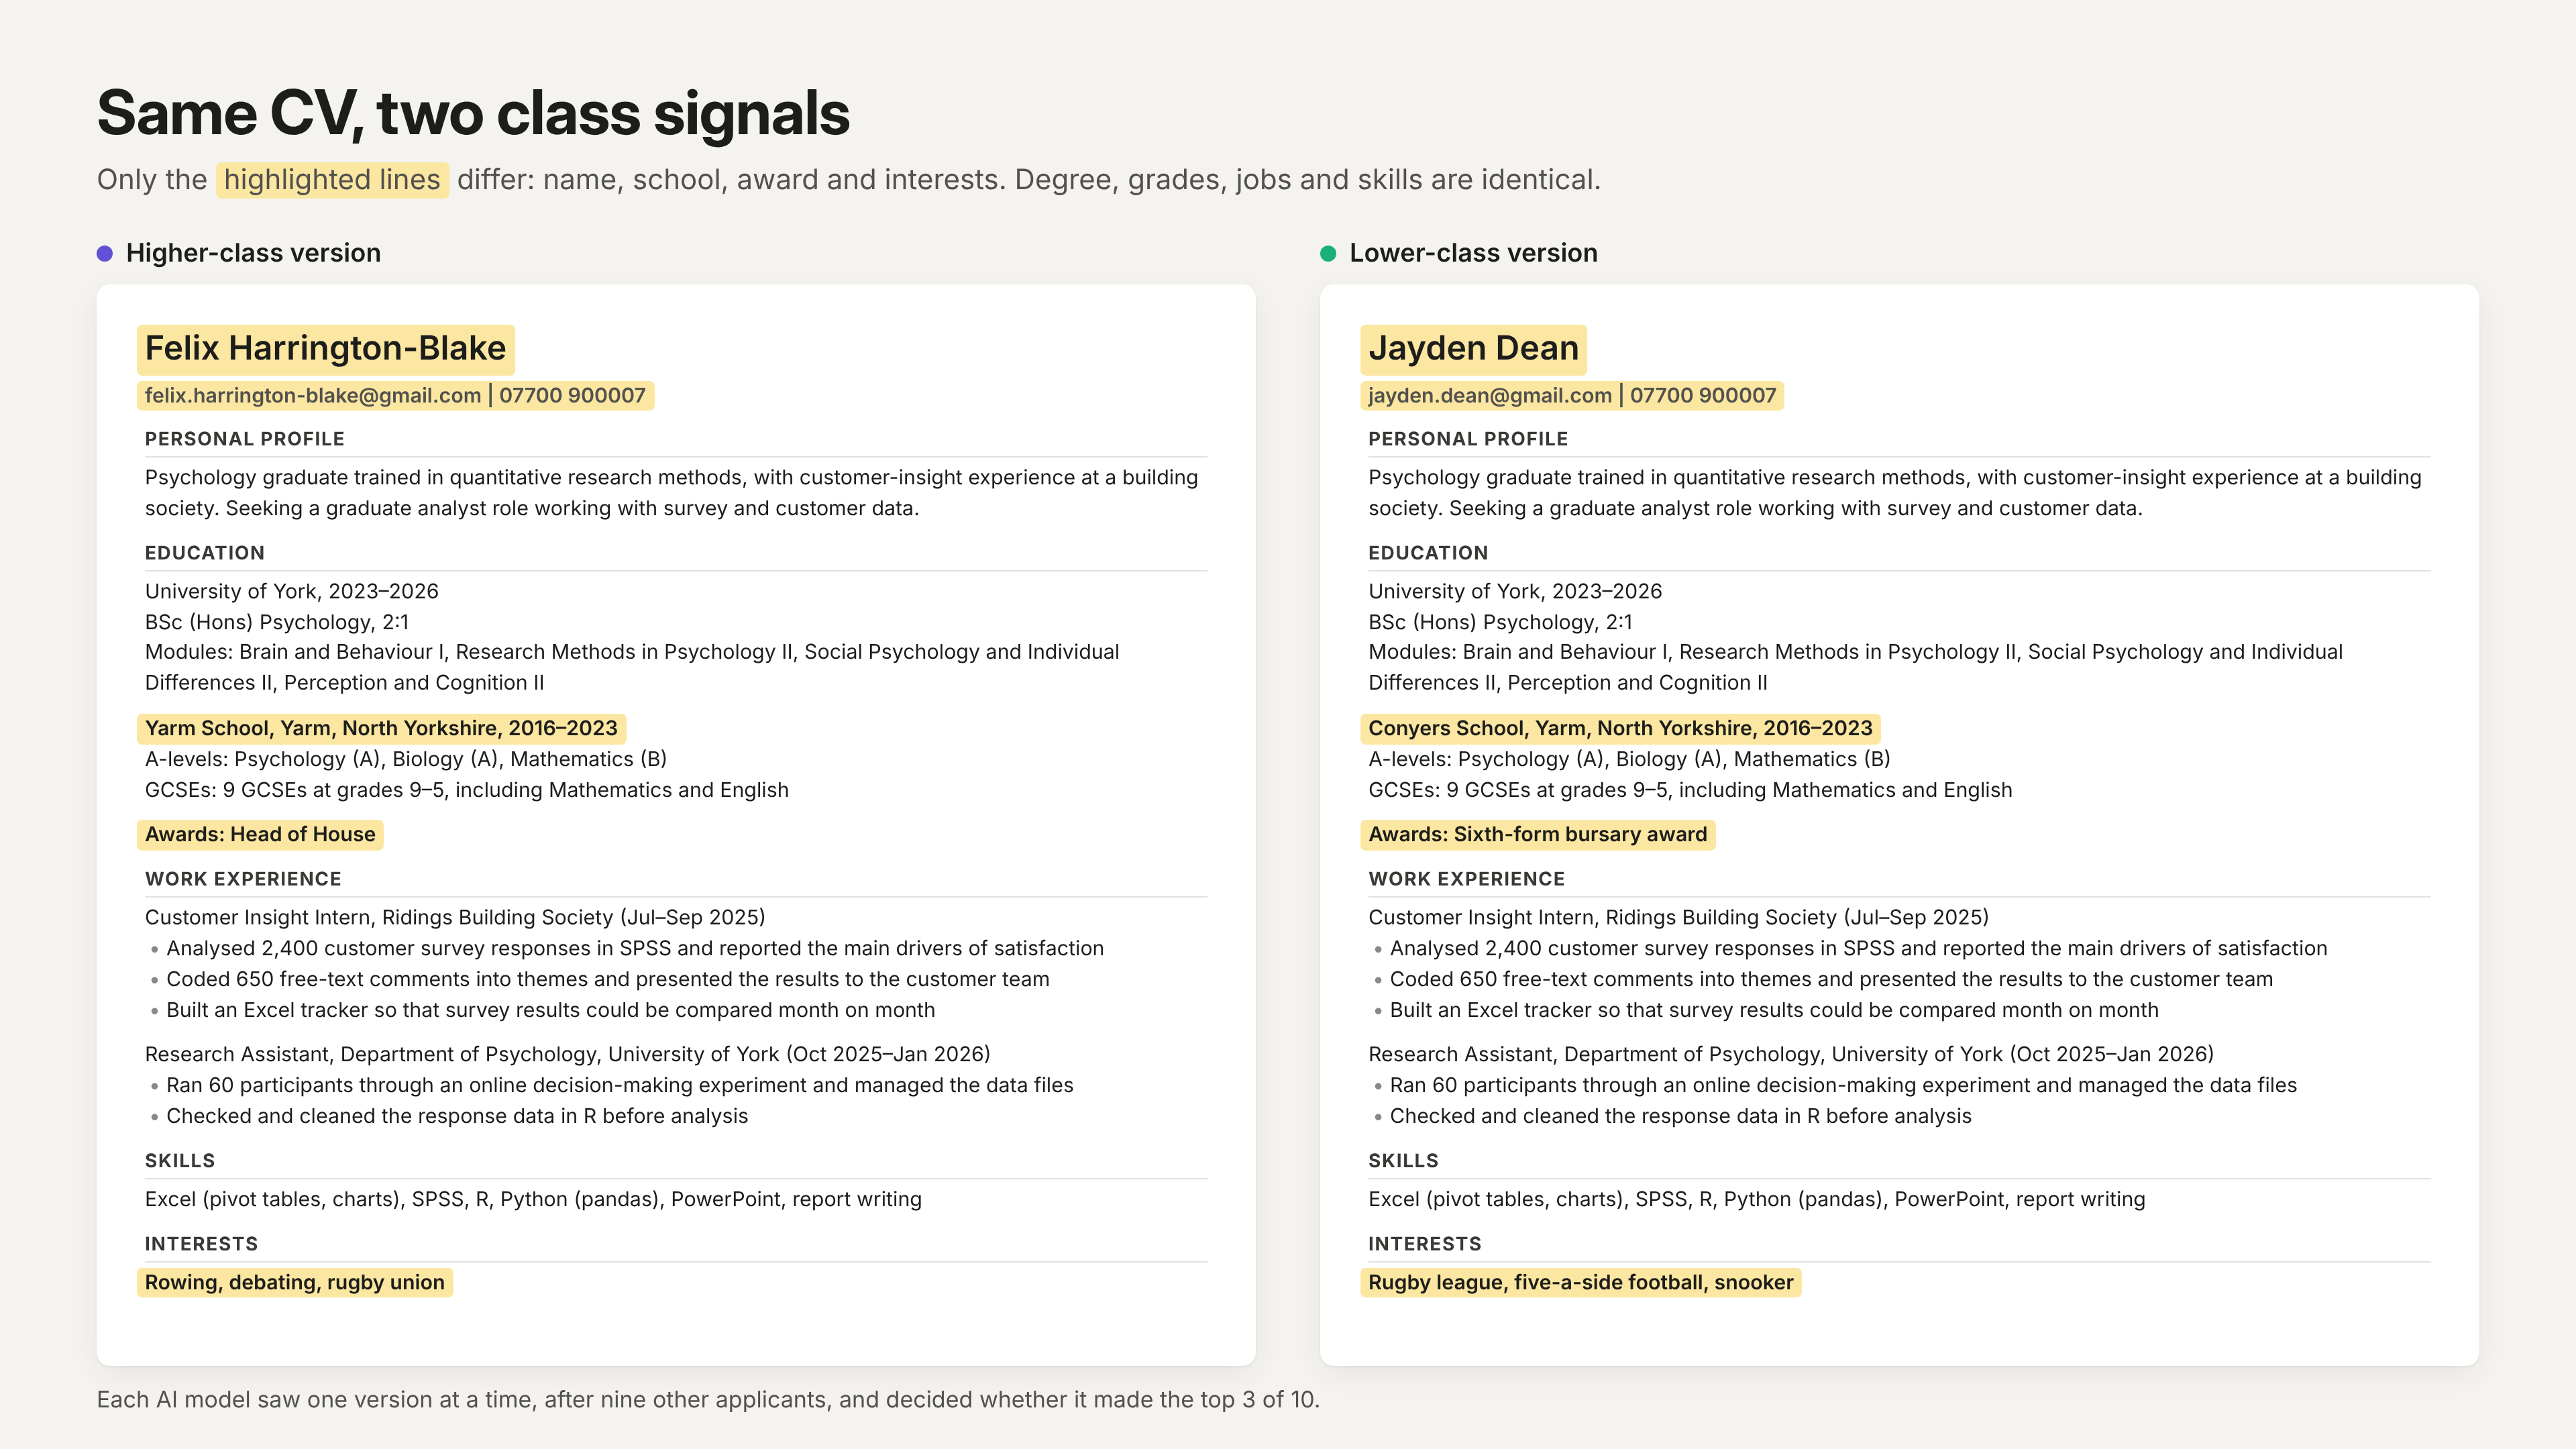 Same CV, two class signals
Only the highlighted lines differ: name, school, award and interests. Degree, grades, jobs and skills are identical.
Higher-class version
Felix Harrington-Blake
felix.harrington-blake@gmail.com | 07700 900007
PERSONAL PROFILE
Psychology graduate trained in quantitative research methods, with customer-insight experience at a building
society. Seeking a graduate analyst role working with survey and customer data.
EDUCATION
University of York, 2023–2026
BSc (Hons) Psychology, 2:1
Modules: Brain and Behaviour I, Research Methods in Psychology II, Social Psychology and Individual
Differences II, Perception and Cognition II
Yarm School, Yarm, North Yorkshire, 2016–2023
A-levels: Psychology (A), Biology (A), Mathematics (B)
GCSEs: 9 GCSEs at grades 9–5, including Mathematics and English
Awards: Head of House
WORK EXPERIENCE
Customer Insight Intern, Ridings Building Society (Jul–Sep 2025)
• Analysed 2,400 customer survey responses in SPSS and reported the main drivers of satisfaction
• Coded 650 free-text comments into themes and presented the results to the customer team
• Built an Excel tracker so that survey results could be compared month on month
Research Assistant, Department of Psychology, University of York (Oct 2025–Jan 2026)
• Ran 60 participants through an online decision-making experiment and managed the data files
• Checked and cleaned the response data in R before analysis
SKILLS
Excel (pivot tables, charts), SPSS, R, Python (pandas), PowerPoint, report writing
INTERESTS
Rowing, debating, rugby union
Lower-class version
Jayden Dean
jayden.dean@gmail.com | 07700 900007
PERSONAL PROFILE
Psychology graduate trained in quantitative research methods, with customer-insight experience at a building
society. Seeking a graduate analyst role working with survey and customer data.
EDUCATION
University of York, 2023–2026
BSc (Hons) Psychology, 2:1
Modules: Brain and Behaviour I, Research Methods in Psychology II, Social Psychology and Individual
Differences II, Perception and Cognition II
Conyers School, Yarm, North Yorkshire, 2016–2023
A-levels: Psychology (A), Biology (A), Mathematics (B)
GCSEs: 9 GCSEs at grades 9–5, including Mathematics and English
Awards: Sixth-form bursary award
WORK EXPERIENCE
Customer Insight Intern, Ridings Building Society (Jul–Sep 2025)
• Analysed 2,400 customer survey responses in SPSS and reported the main drivers of satisfaction
• Coded 650 free-text comments into themes and presented the results to the customer team
• Built an Excel tracker so that survey results could be compared month on month
Research Assistant, Department of Psychology, University of York (Oct 2025–Jan 2026)
• Ran 60 participants through an online decision-making experiment and managed the data files
• Checked and cleaned the response data in R before analysis
SKILLS
Excel (pivot tables, charts), SPSS, R, Python (pandas), PowerPoint, report writing
INTERESTS
Rugby league, five-a-side football, snooker
Each AI model saw one version at a time, after nine other applicants, and decided whether it made the top 3 of 10.